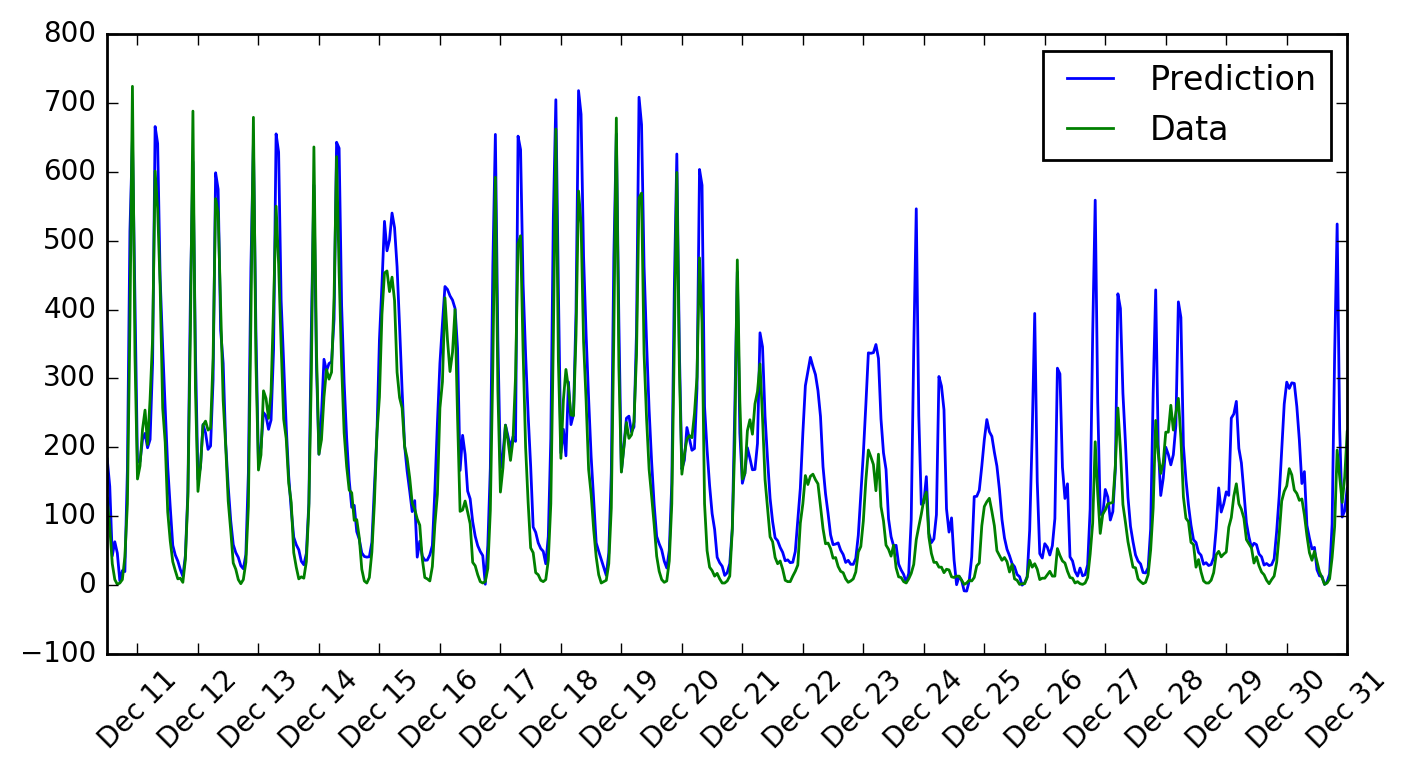 800
700
600
500
400
300
200
100
0
−100
Prediction
Data
Dec 11
Dec 12
Dec 13
Dec 14
Dec 15
Dec 16
Dec 17
Dec 18
Dec 19
Dec 20
Dec 21
Dec 22
Dec 23
Dec 24
Dec 25
Dec 26
Dec 27
Dec 28
Dec 29
Dec 30
Dec 31